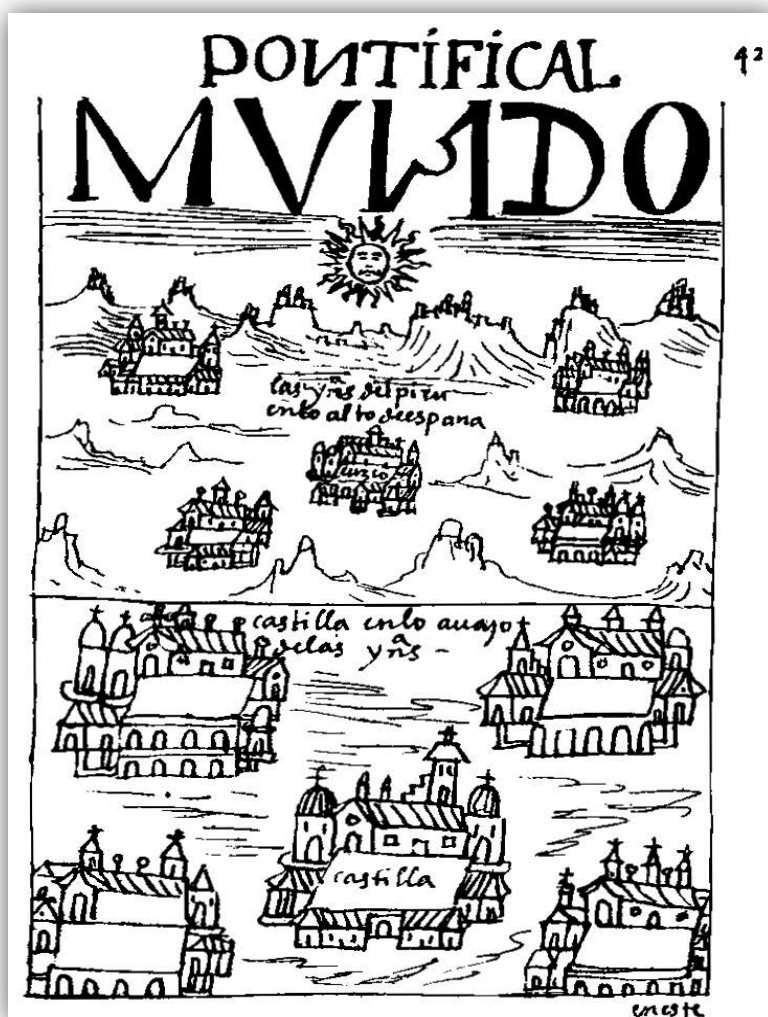 PONTIFICAL
42
MVNDO
las yn̄s del piru
en lo alto de espana
cuzco
castilla en lo auajo
de las yn̄s -
castilla
en este